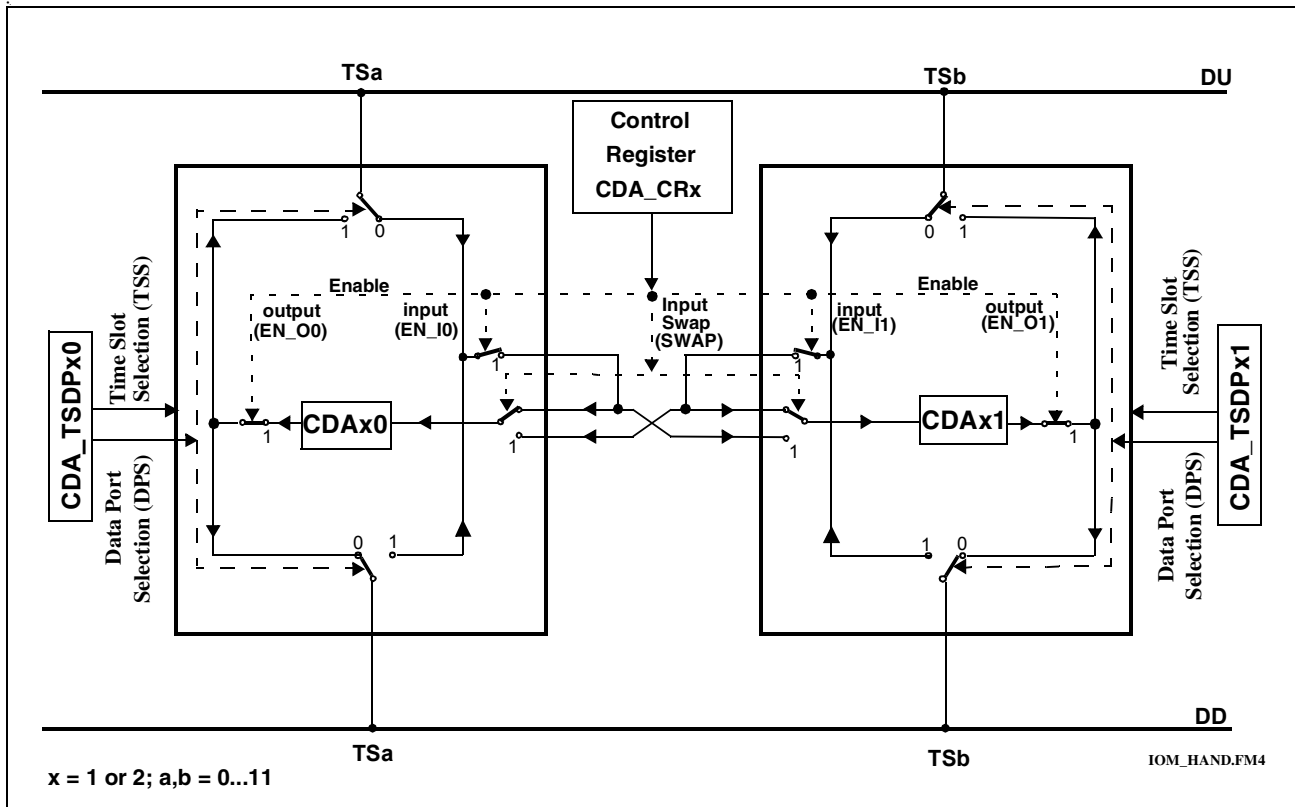 TSa
TSb
DU
Control
Register
CDA_CRx
1
0
0
1
Enable
Enable
output
(EN_O0)
input
(EN_I0)
Input
Swap
(SWAP)
input
(EN_I1)
output
(EN_O1)
1
1
CDA_TSDPx0
Time Slot
Selection (TSS)
Data Port
Selection (DPS)
1
CDAx0
1
1
CDAx1
1
Time Slot
Selection (TSS)
Data Port
Selection (DPS)
CDA_TSDPx1
0
1
1
0
DD
TSa
TSb
x = 1 or 2; a,b = 0...11
IOM_HAND.FM4